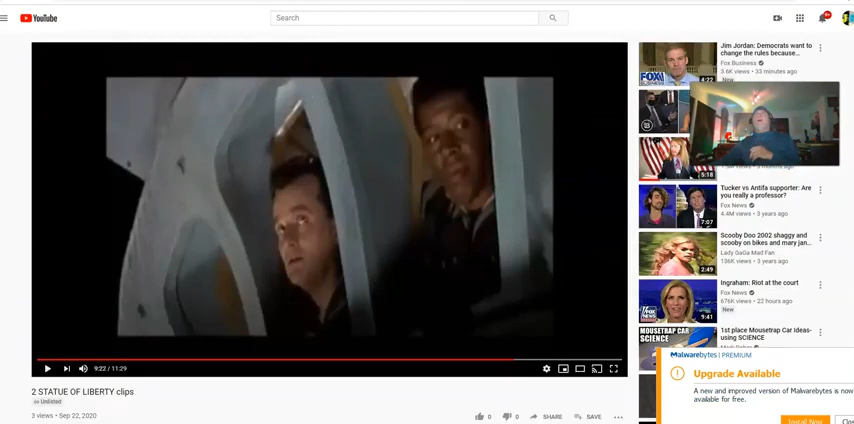 YouTube
Search
9+
9:22 / 11:29
2 STATUE OF LIBERTY clips
Unlisted
3 views • Sep 22, 2020
0
0
SHARE
SAVE
FOX BUSINESS
4:22
Jim Jordan: Democrats want to
change the rules because...
Fox Business
3.6K views • 33 minutes ago
New
5:18
7:07
Tucker vs Antifa supporter: Are
you really a professor?
Fox News
4.4M views • 3 years ago
2:49
Scooby Doo 2002 shaggy and
scooby on bikes and mary jan...
Lady GaGa Mad Fan
136K views • 3 years ago
FOX NEWS
9:41
Ingraham: Riot at the court
Fox News
676K views • 22 hours ago
New
MOUSETRAP CAR
SCIENCE
1st place Mousetrap Car Ideas-
using SCIENCE
Malwarebytes | PREMIUM
Upgrade Available
A new and improved version of Malwarebytes is now
available for free.
Install Now